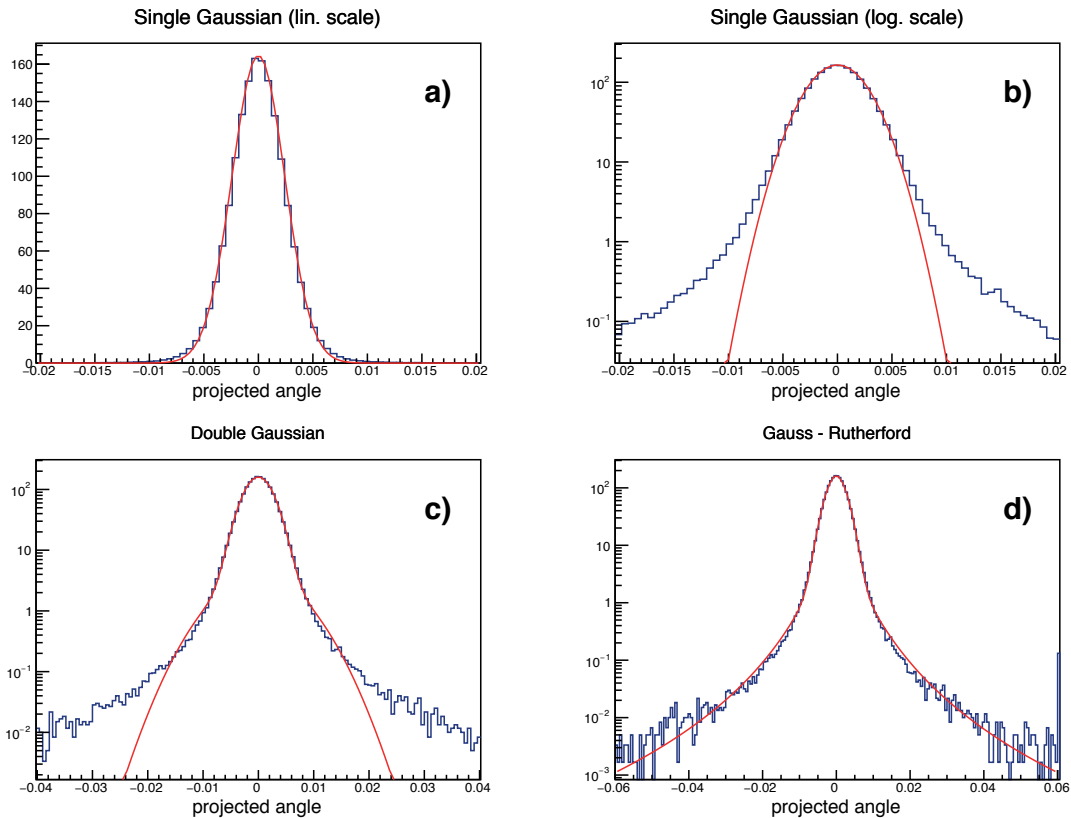 Single Gaussian (lin. scale)
a)
160
140
120
100
80
60
40
20
0
−0.02 −0.015 −0.01 −0.005 0 0.005 0.01 0.015 0.02
projected angle
Single Gaussian (log. scale)
b)
10²
10
1
10⁻¹
−0.02 −0.015 −0.01 −0.005 0 0.005 0.01 0.015 0.02
projected angle
Double Gaussian
c)
10²
10
1
10⁻¹
10⁻²
−0.04 −0.03 −0.02 −0.01 0 0.01 0.02 0.03 0.04
projected angle
Gauss - Rutherford
d)
10²
10
1
10⁻¹
10⁻²
10⁻³
−0.06 −0.04 −0.02 0 0.02 0.04 0.06
projected angle